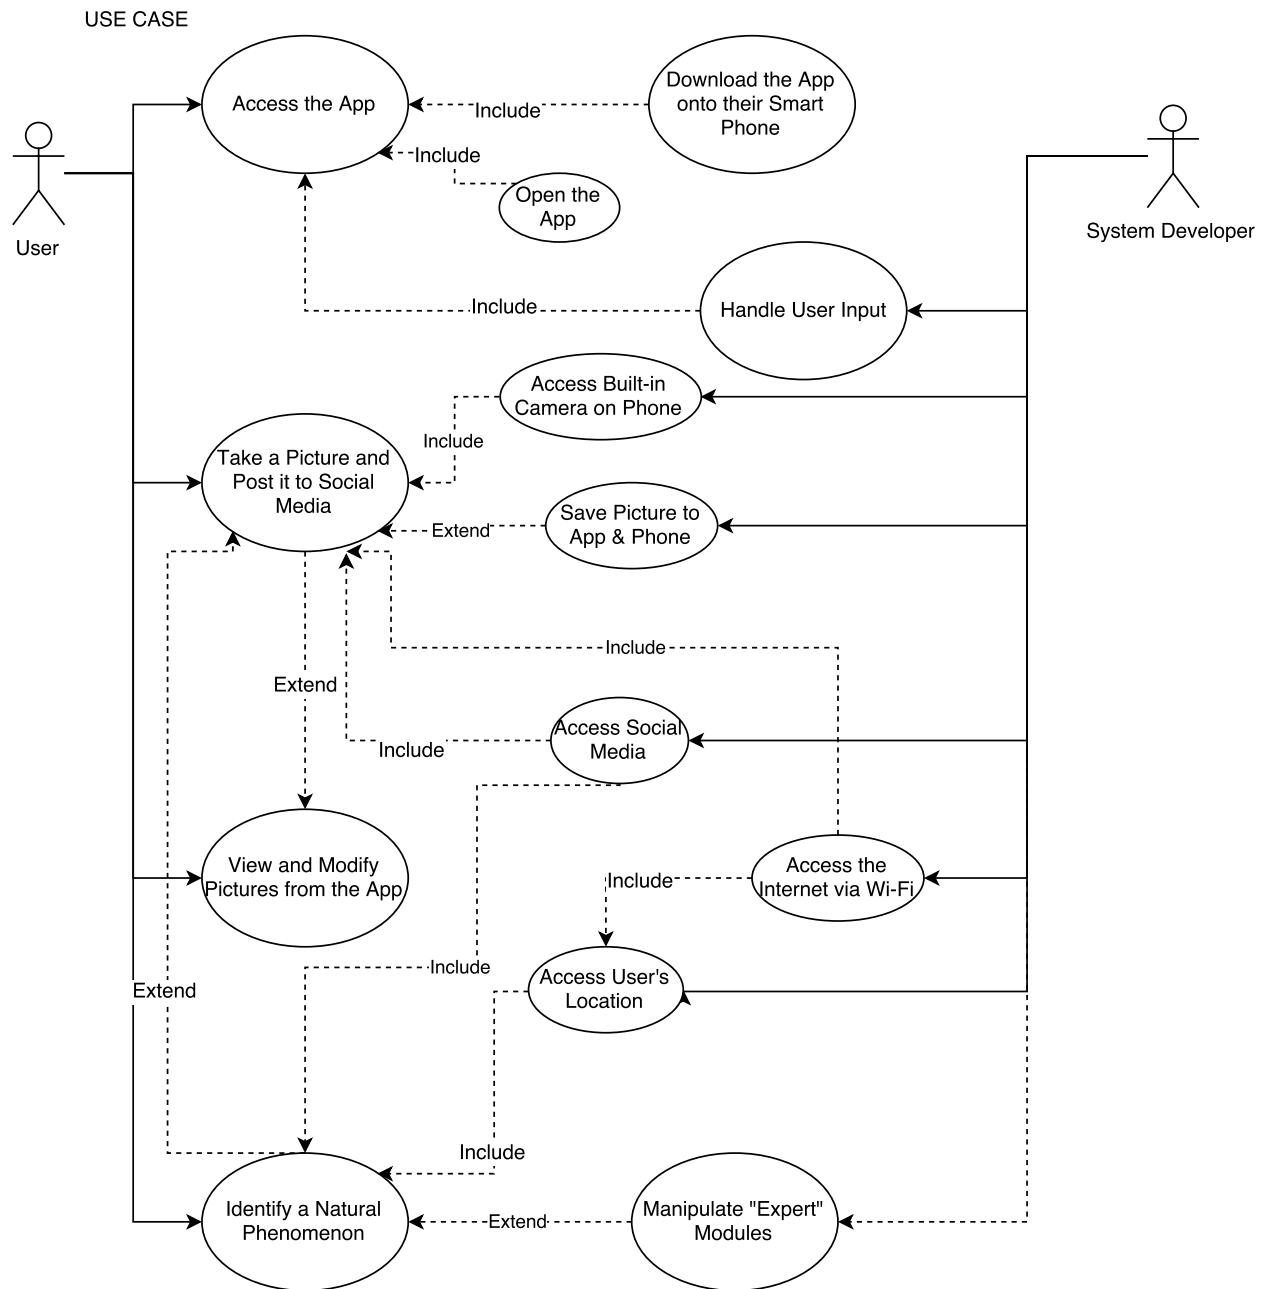 USE CASE
Access the App
Include
Download the App
onto their Smart
Phone
Include
Open the
App
User
System Developer
Include
Handle User Input
Access Built-in
Camera on Phone
Include
Take a Picture and
Post it to Social
Media
Extend
Save Picture to
App & Phone
Include
Extend
Access Social
Media
Include
View and Modify
Pictures from the App
Include
Access the
Internet via Wi-Fi
Include
Extend
Access User's
Location
Include
Identify a Natural
Phenomenon
Extend
Manipulate "Expert"
Modules